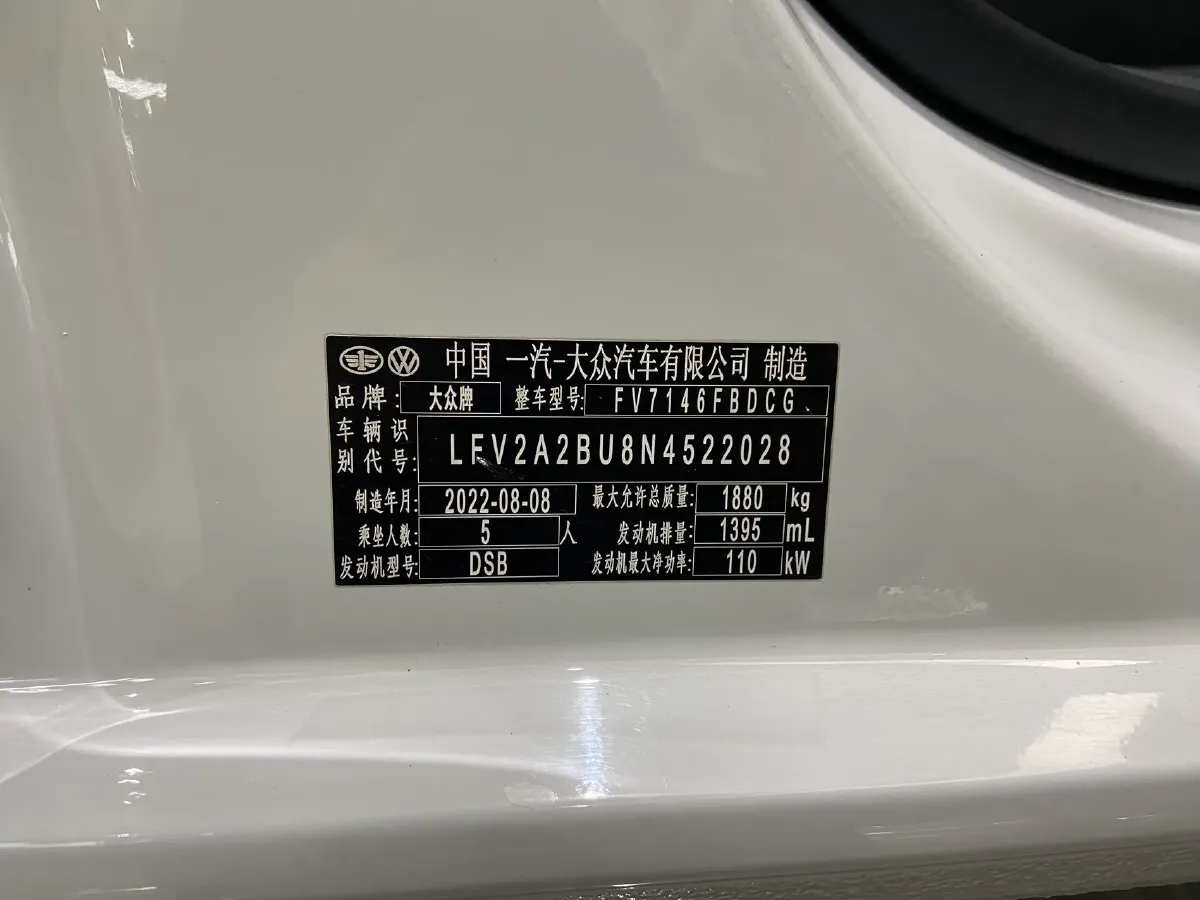 中国 一汽-大众汽车有限公司 制造
品牌: 大众牌 整车型号: FV7146FBDCG
车辆识别代号: LFV2A2BU8N4522028
制造年月: 2022-08-08 最大允许总质量: 1880 kg
乘坐人数: 5 人 发动机排量: 1395 mL
发动机型号: DSB 发动机最大净功率: 110 kW